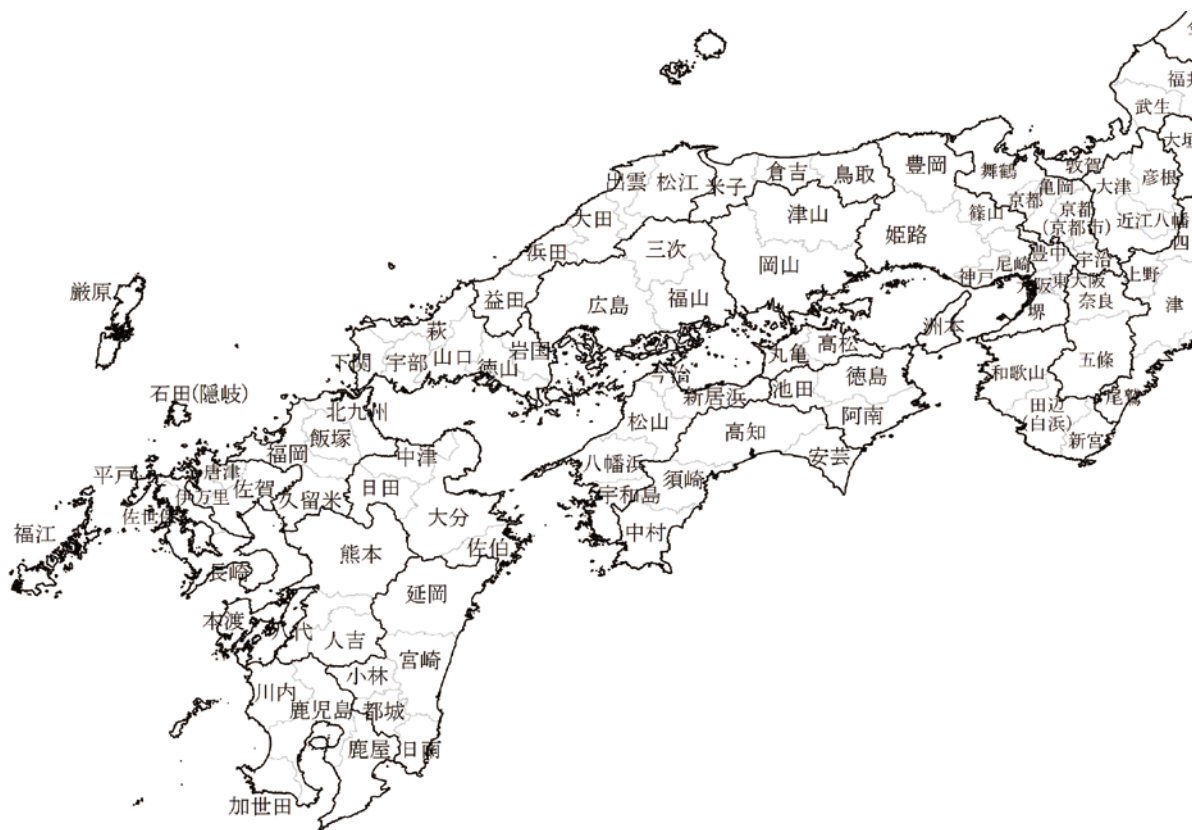 福井
武生
大垣
敦賀
舞鶴
豊岡
鳥取
倉吉
米子
松江
出雲
大田
浜田
益田
亀岡
大津
彦根
京都
京都
(京都市)
近江八幡
四
篠山
津山
三次
姫路
岡山
福山
広島
豊中
宇治
尼崎
神戸
大阪
東大阪
奈良
堺
上野
津
洲本
五條
和歌山
尾鷲
田辺
(白浜)
新宮
厳原
萩
山口
岩国
徳山
宇部
下関
石田(隠岐)
高松
丸亀
徳島
池田
新居浜
今治
阿南
松山
高知
安芸
八幡浜
須崎
宇和島
中村
北九州
飯塚
福岡
中津
平戸
唐津
伊万里
佐賀
久留米
日田
佐世保
大分
福江
佐伯
熊本
長崎
延岡
本渡
八代
人吉
宮崎
小林
川内
鹿児島
都城
鹿屋
日南
加世田